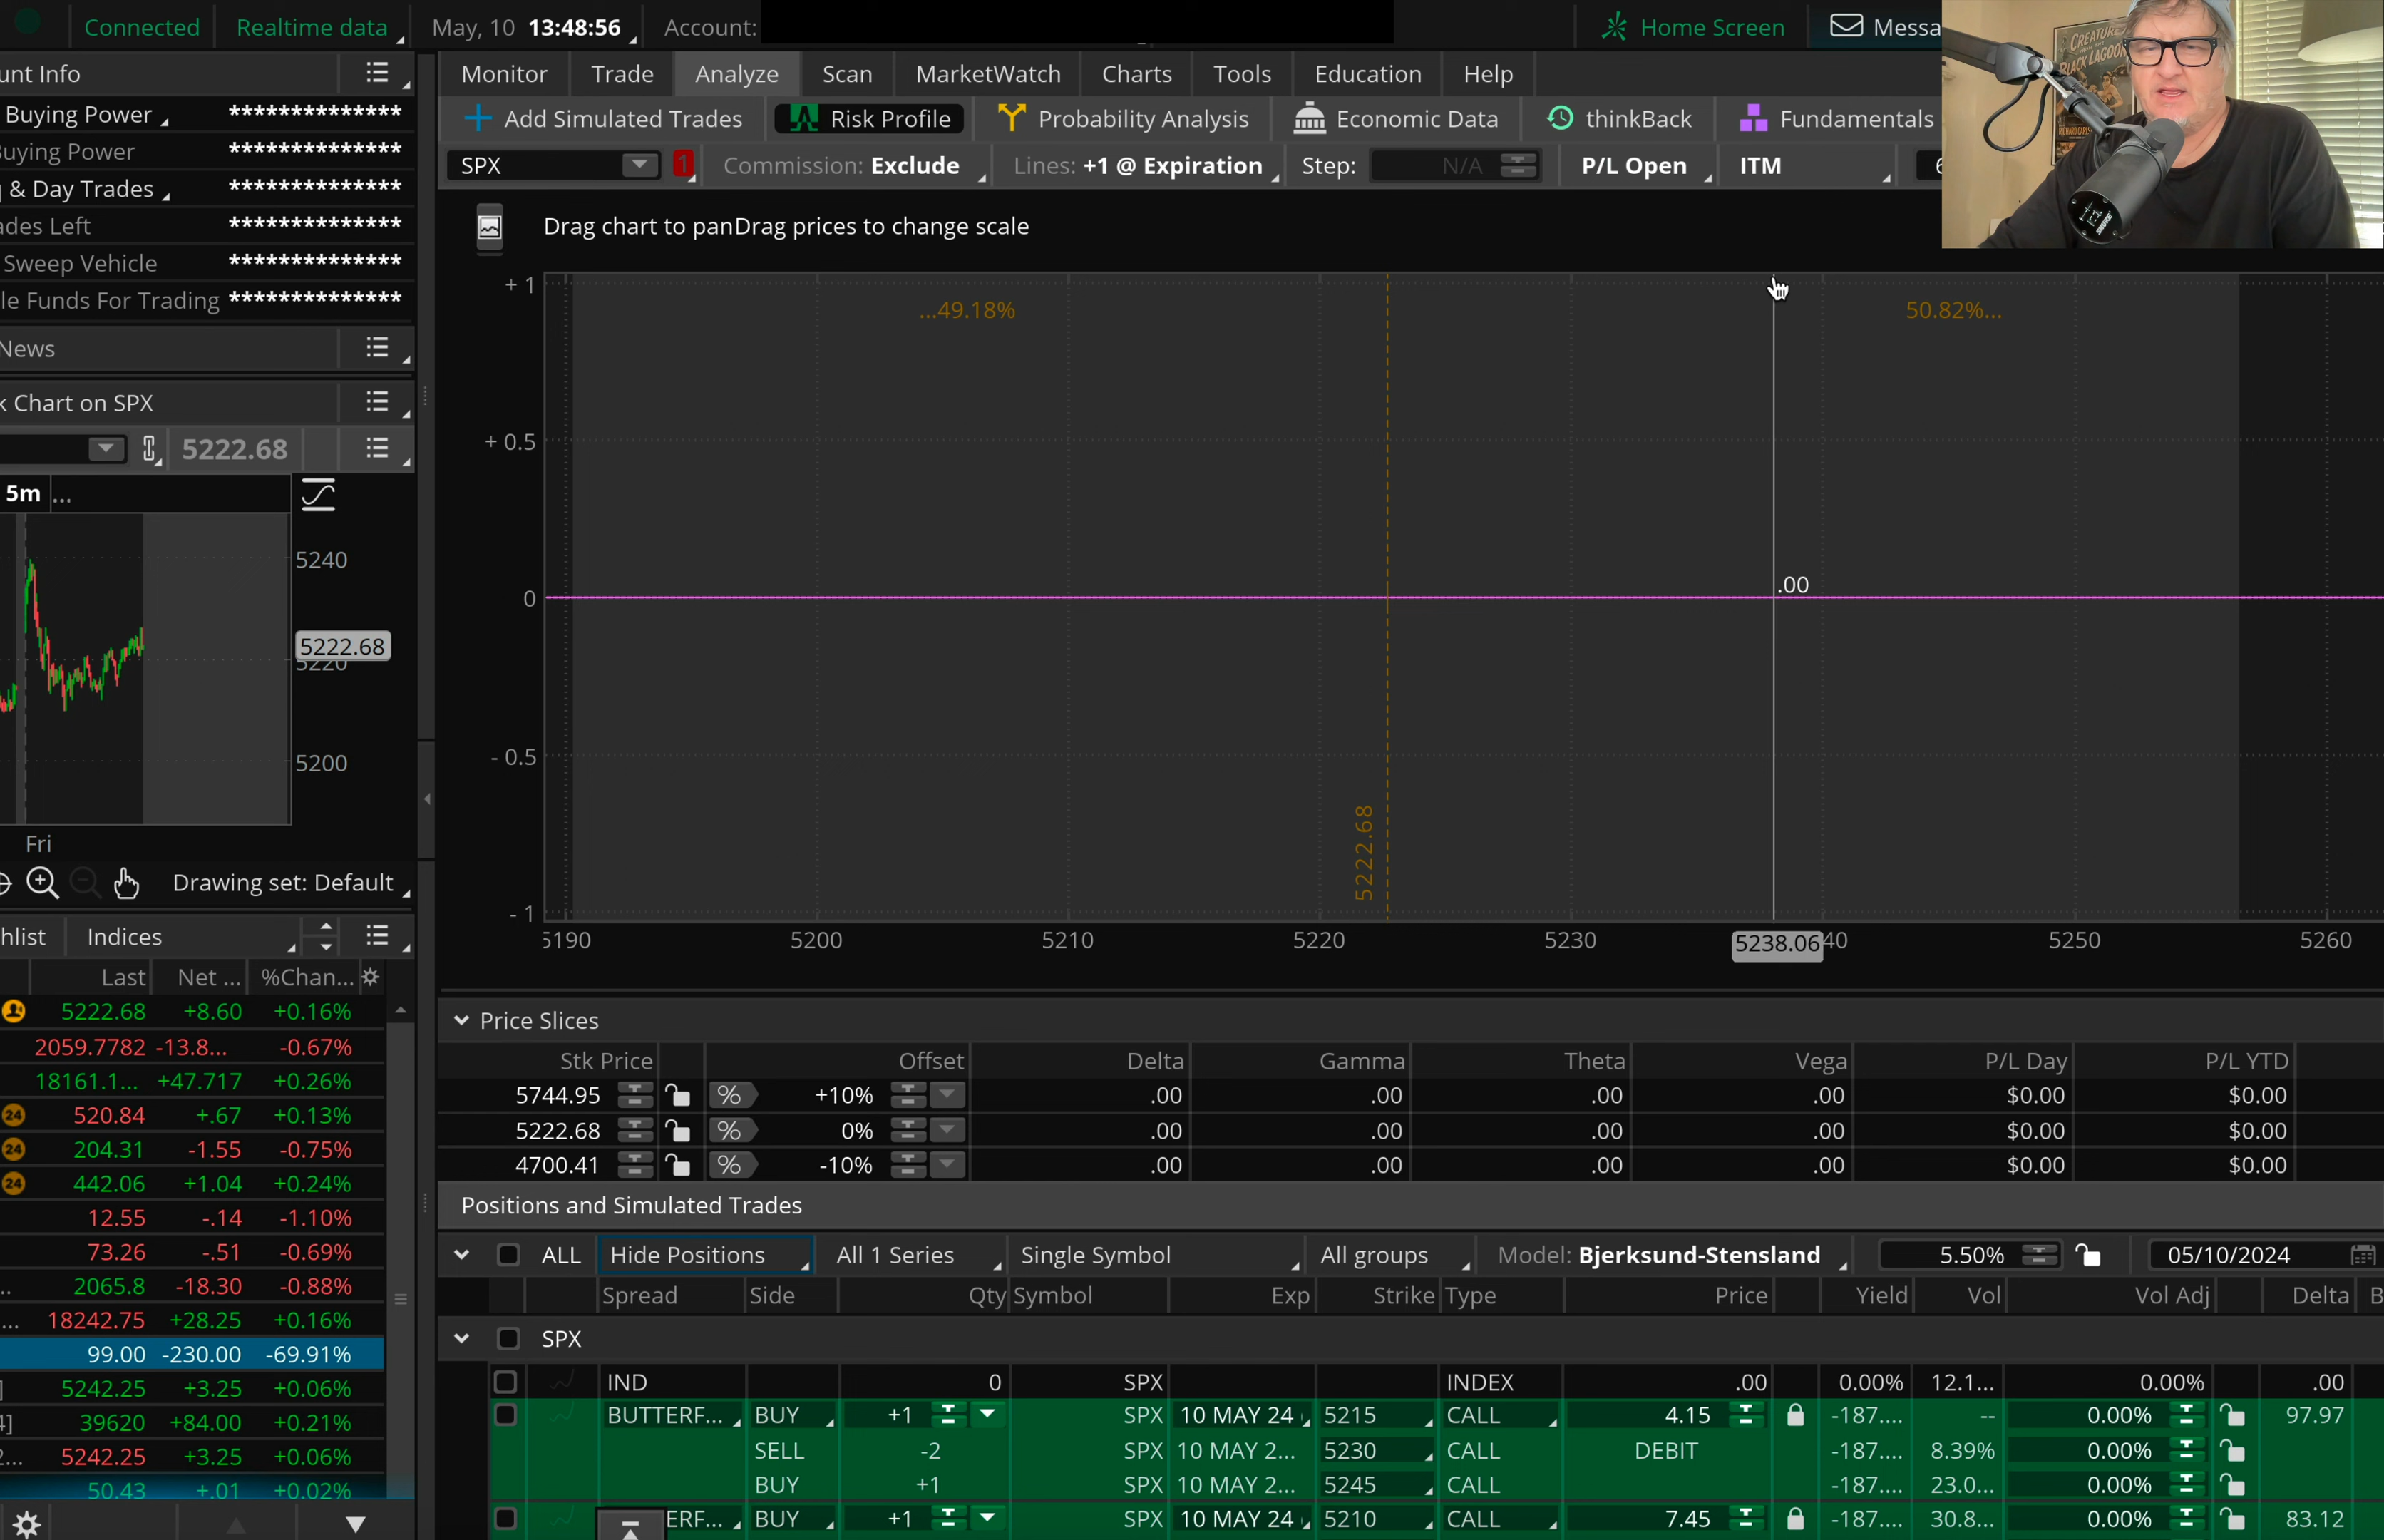 Connected Realtime data May, 10 13:48:56 Account: Home Screen Messa
unt Info
Buying Power **************
Buying Power **************
& Day Trades **************
ades Left **************
Sweep Vehicle **************
le Funds For Trading **************
News
k Chart on SPX
5222.68
5m ...
5240
5222.68
5220
5200
Fri
Drawing set: Default
hlist Indices
Last Net ... %Chan...
5222.68 +8.60 +0.16%
2059.7782 -13.8... -0.67%
18161.1... +47.717 +0.26%
24 520.84 +.67 +0.13%
24 204.31 -1.55 -0.75%
24 442.06 +1.04 +0.24%
12.55 -.14 -1.10%
73.26 -.51 -0.69%
.. 2065.8 -18.30 -0.88%
... 18242.75 +28.25 +0.16%
99.00 -230.00 -69.91%
] 5242.25 +3.25 +0.06%
4] 39620 +84.00 +0.21%
2... 5242.25 +3.25 +0.06%
50.43 +.01 +0.02%
Monitor Trade Analyze Scan MarketWatch Charts Tools Education Help
Add Simulated Trades Risk Profile Probability Analysis Economic Data thinkBack Fundamentals
SPX 1 Commission: Exclude Lines: +1 @ Expiration Step: N/A P/L Open ITM 6
Drag chart to panDrag prices to change scale
CREATURE
BLACK LAGOON
+ 1
...49.18% 50.82%...
+ 0.5
.00
0
- 0.5
5222.68
- 1
5190 5200 5210 5220 5230 5238.06 40 5250 5260
Price Slices
Stk Price Offset Delta Gamma Theta Vega P/L Day P/L YTD
5744.95 % +10% .00 .00 .00 .00 $0.00 $0.00
5222.68 % 0% .00 .00 .00 .00 $0.00 $0.00
4700.41 % -10% .00 .00 .00 .00 $0.00 $0.00
Positions and Simulated Trades
ALL Hide Positions All 1 Series Single Symbol All groups Model: Bjerksund-Stensland 5.50% 05/10/2024
Spread Side Qty Symbol Exp Strike Type Price Yield Vol Vol Adj Delta B
SPX
IND 0 SPX INDEX .00 0.00% 12.1... 0.00% .00
BUTTERF... BUY +1 SPX 10 MAY 24 5215 CALL 4.15 -187.... -- 0.00% 97.97
SELL -2 SPX 10 MAY 2... 5230 CALL DEBIT -187.... 8.39% 0.00%
BUY +1 SPX 10 MAY 2... 5245 CALL -187.... 23.0... 0.00%
ERF... BUY +1 SPX 10 MAY 24 5210 CALL 7.45 -187.... 30.8... 0.00% 83.12